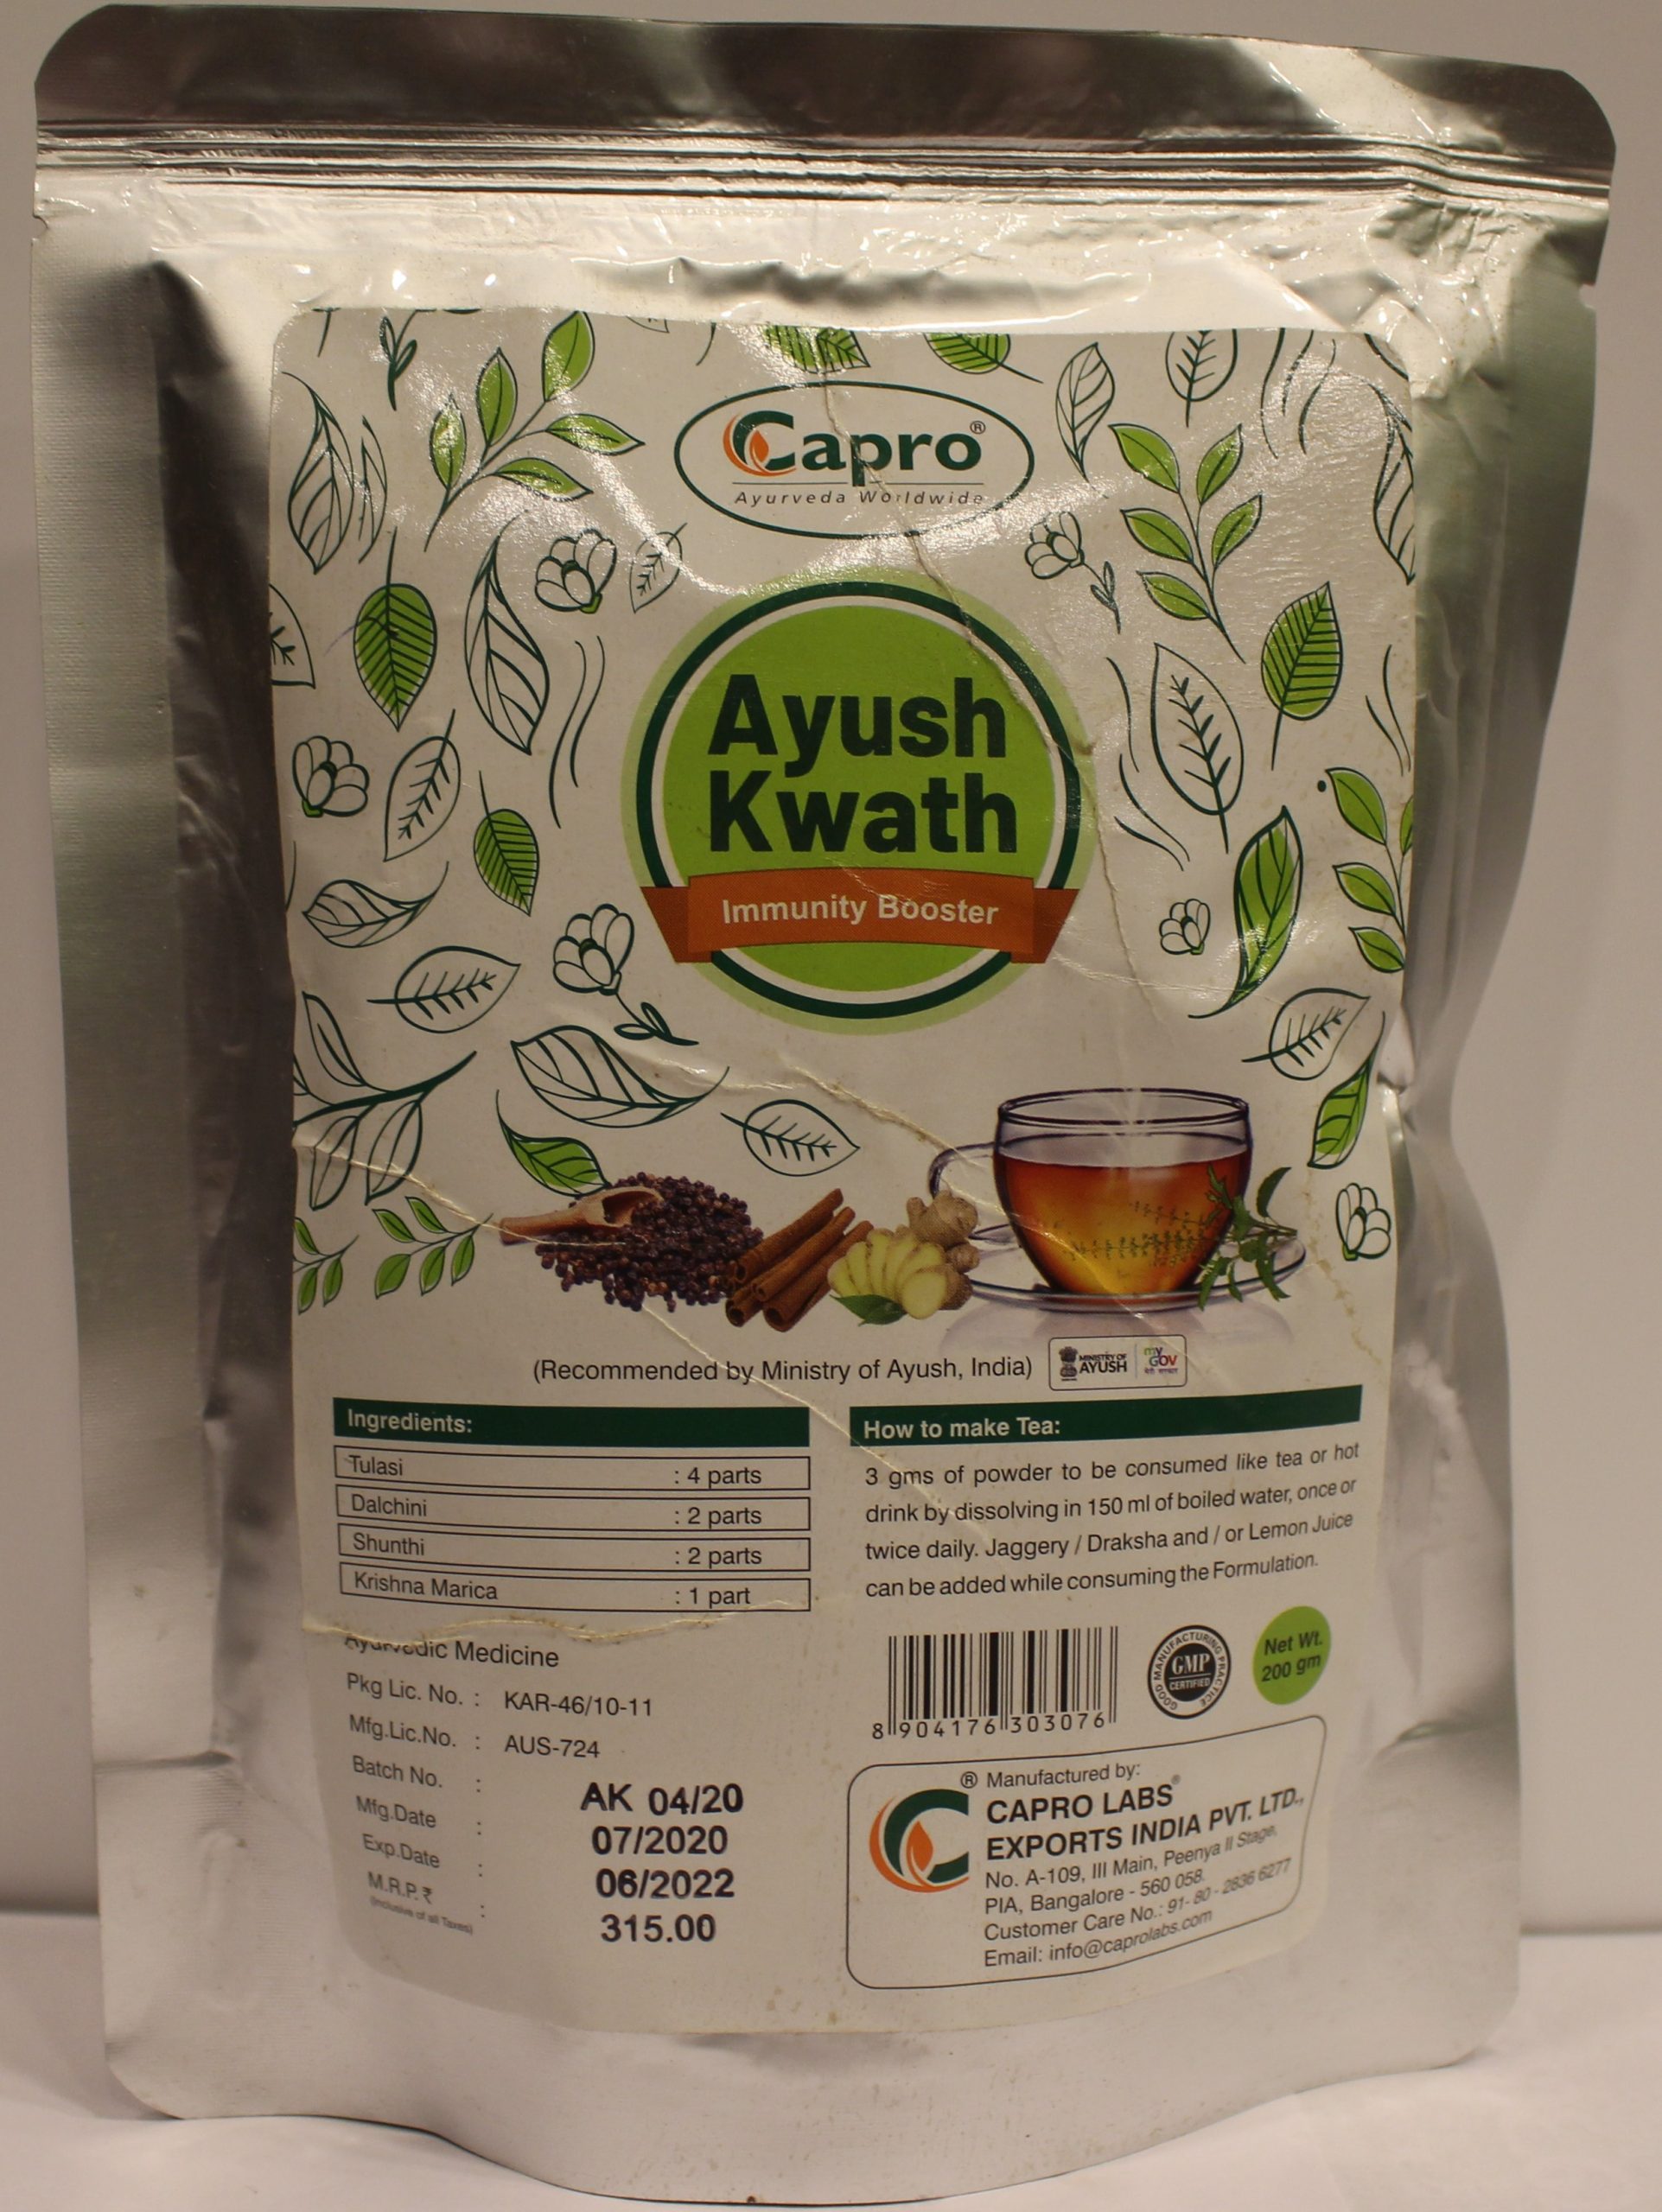 Capro®
Ayurveda Worldwide
Ayush
Kwath
Immunity Booster
(Recommended by Ministry of Ayush, India)
MINISTRY OF
AYUSH
my
GOV
Ingredients:
Tulasi : 4 parts
Dalchini : 2 parts
Shunthi : 2 parts
Krishna Marica : 1 part
How to make Tea:
3 gms of powder to be consumed like tea or hot
drink by dissolving in 150 ml of boiled water, once or
twice daily. Jaggery / Draksha and / or Lemon Juice
can be added while consuming the Formulation.
Ayurvedic Medicine
Pkg Lic. No. : KAR-46/10-11
Mfg.Lic.No. : AUS-724
Batch No. : AK 04/20
Mfg.Date : 07/2020
Exp.Date : 06/2022
M.R.P.₹ : 315.00
(Inclusive of all Taxes)
8 904176 303076
GOOD MANUFACTURING PRACTICE
GMP
CERTIFIED
Net Wt.
200 gm
® Manufactured by:
CAPRO LABS®
EXPORTS INDIA PVT. LTD.,
No. A-109, III Main, Peenya II Stage,
PIA, Bangalore - 560 058.
Customer Care No.: 91- 80 - 2836 6277
Email: info@caprolabs.com